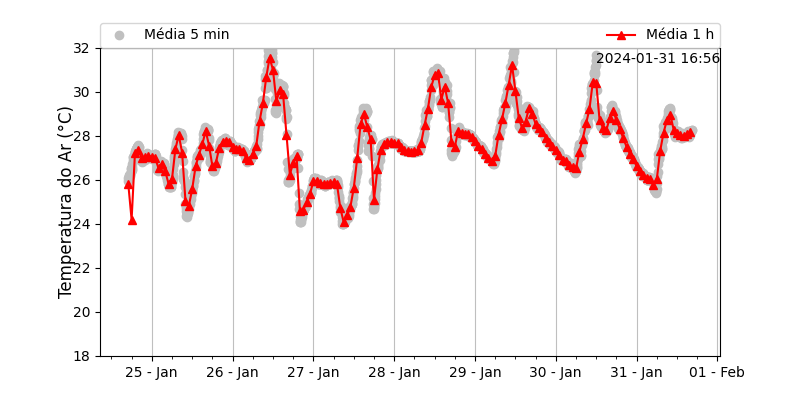 Média 5 min
Média 1 h
2024-01-31 16:56
Temperatura do Ar (°C)
32
30
28
26
24
22
20
18
25 - Jan
26 - Jan
27 - Jan
28 - Jan
29 - Jan
30 - Jan
31 - Jan
01 - Feb